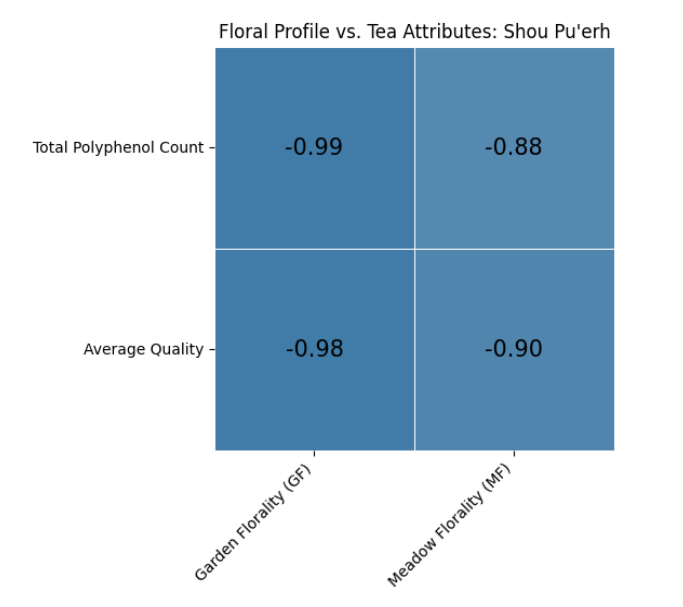 Floral Profile vs. Tea Attributes: Shou Pu'erh
Total Polyphenol Count
-0.99
-0.88
Average Quality
-0.98
-0.90
Garden Florality (GF)
Meadow Florality (MF)